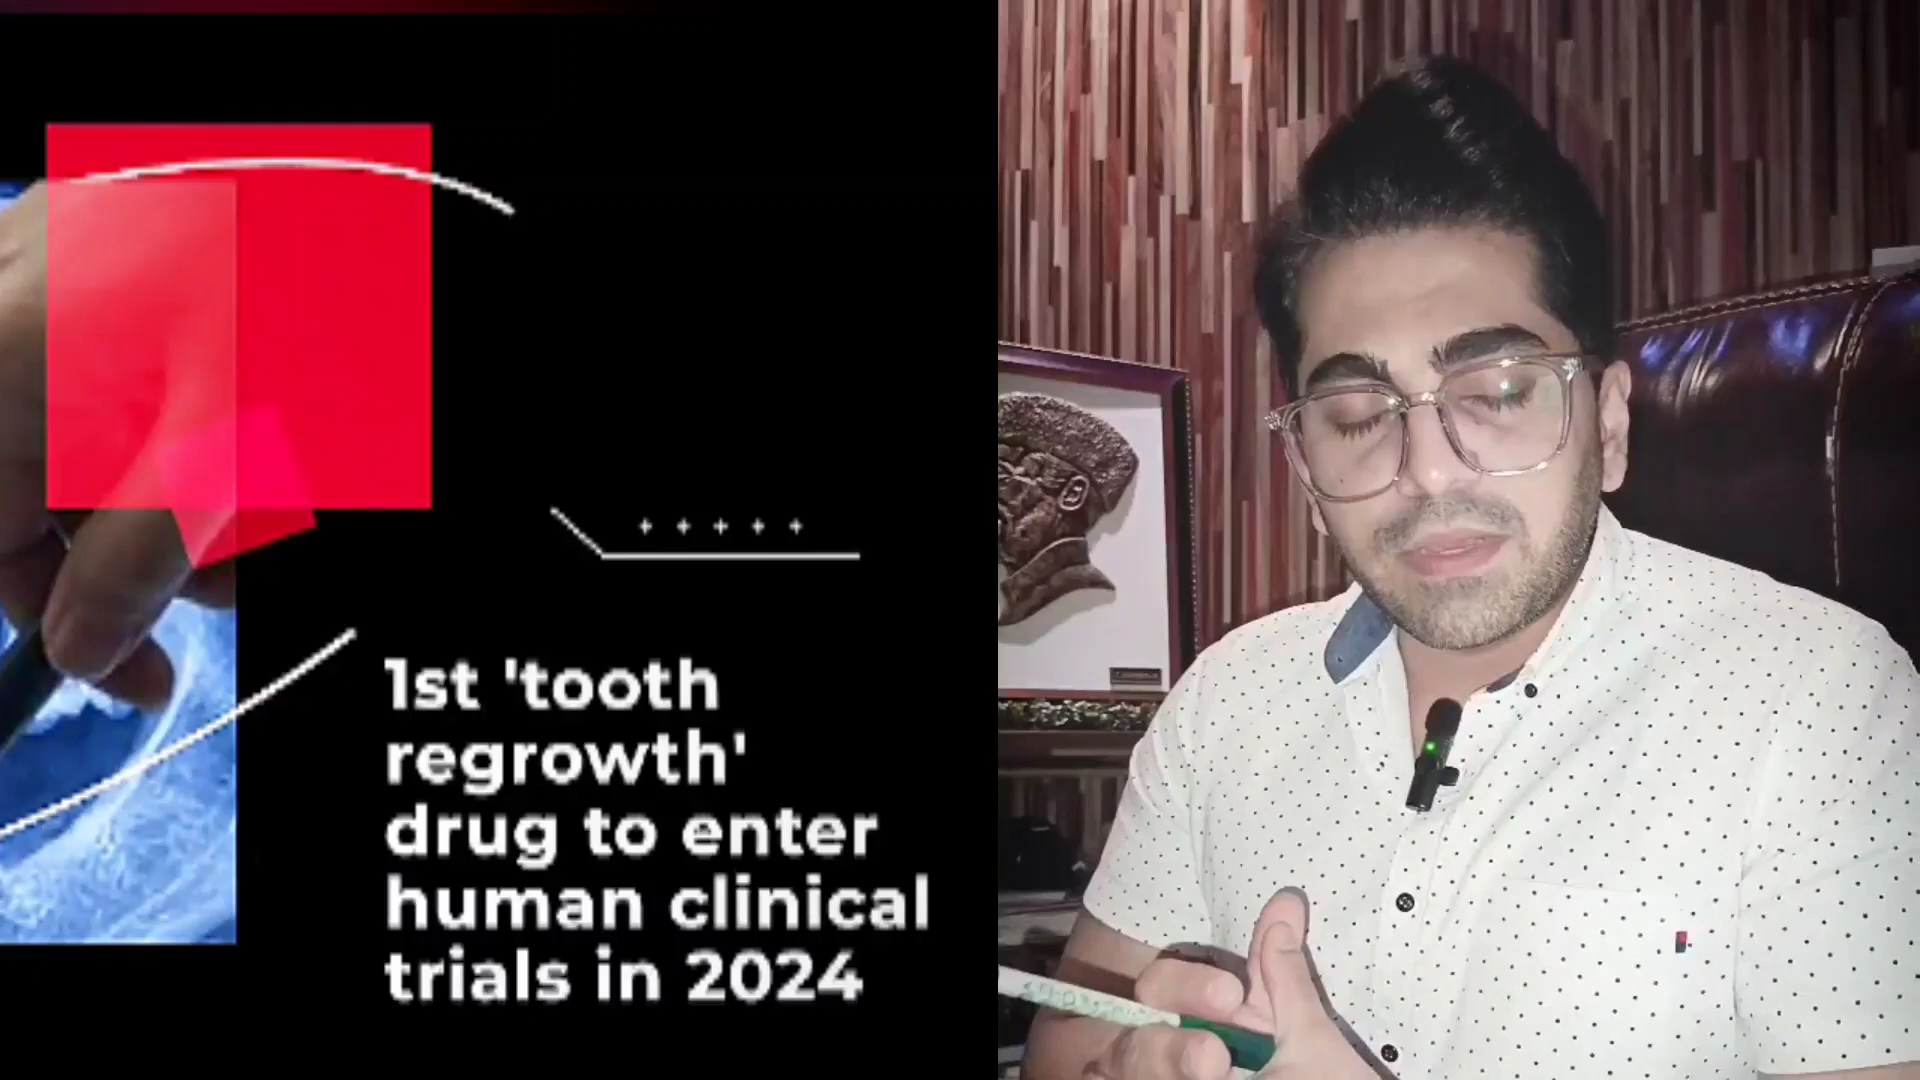 1st 'tooth
regrowth'
drug to enter
human clinical
trials in 2024